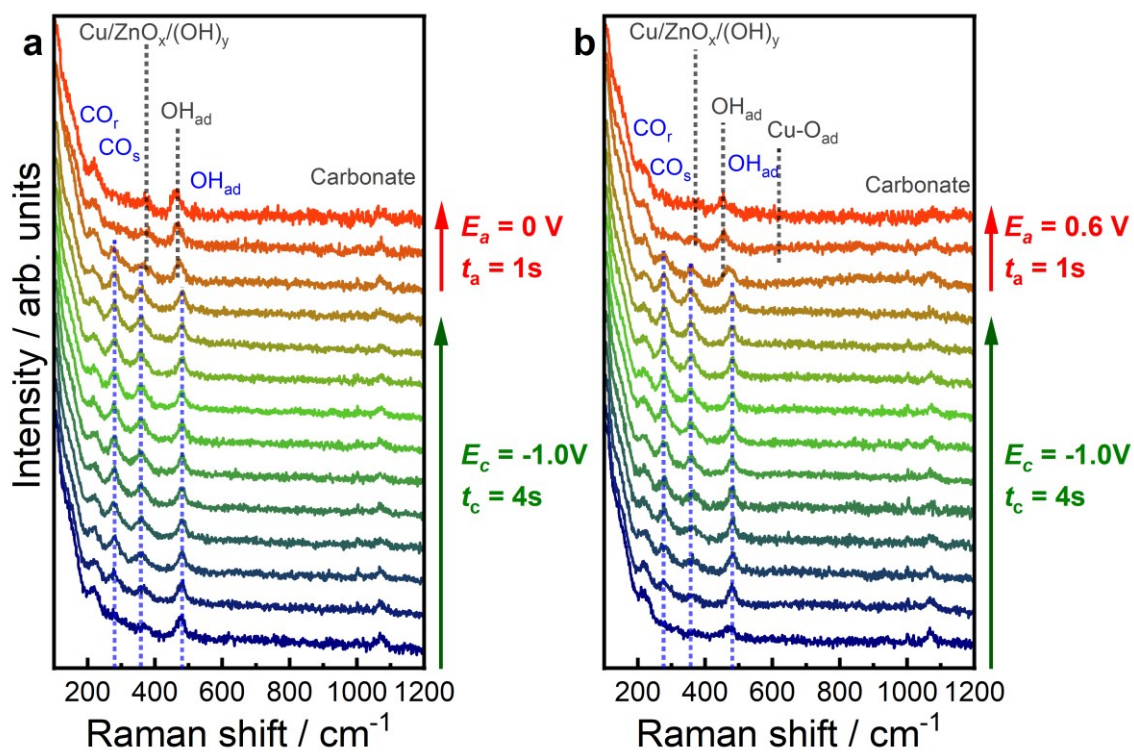 a
Cu/ZnOx/(OH)y
OHad
COr
COs
OHad
Carbonate
Ea = 0 V
ta = 1s
Ec = -1.0V
tc = 4s
Intensity / arb. units
200 400 600 800 1000 1200
Raman shift / cm-1
b
Cu/ZnOx/(OH)y
OHad
Cu-Oad
COr
COs
OHad
Carbonate
Ea = 0.6 V
ta = 1s
Ec = -1.0V
tc = 4s
200 400 600 800 1000 1200
Raman shift / cm-1